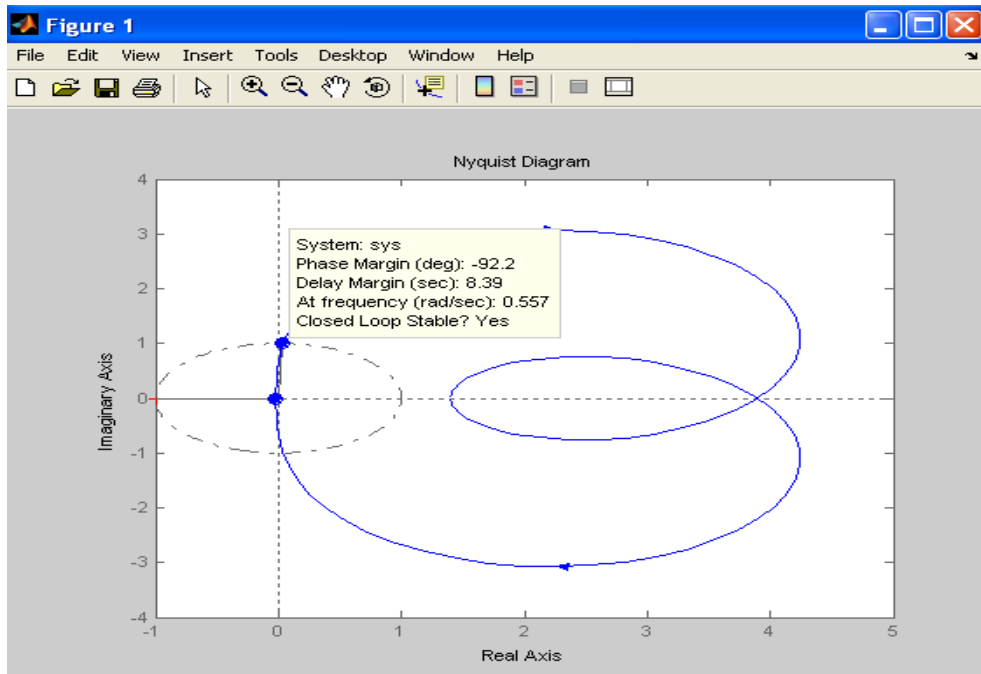 Figure 1
File Edit View Insert Tools Desktop Window Help
Nyquist Diagram
4
3
2
1
0
-1
-2
-3
-4
System: sys
Phase Margin (deg): -92.2
Delay Margin (sec): 8.39
At frequency (rad/sec): 0.557
Closed Loop Stable? Yes
Imaginary Axis
-1 0 1 2 3 4 5
Real Axis